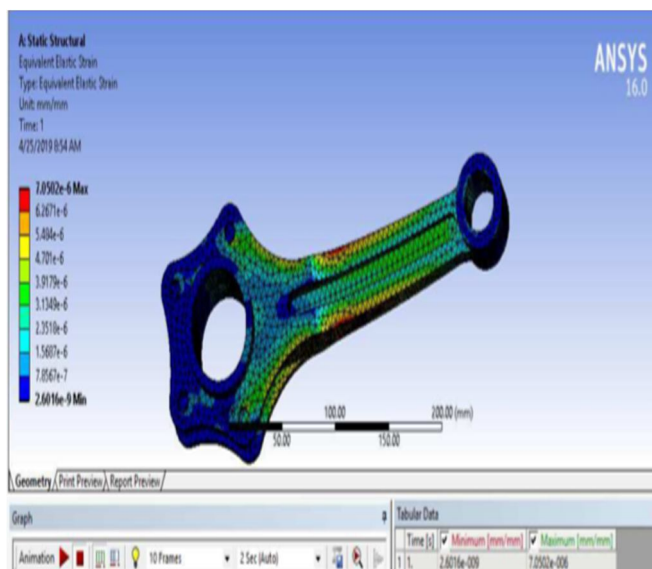 A: Static Structural
Equivalent Elastic Strain
Type: Equivalent Elastic Strain
Unit: mm/mm
Time: 1
4/25/2019 8:54 AM
ANSYS
16.0
7.0502e-6 Max
6.2671e-6
5.484e-6
4.701e-6
3.9179e-6
3.1348e-6
2.3518e-6
1.5687e-6
7.8567e-7
2.6016e-9 Min
100.00
200.00 (mm)
50.00
150.00
Geometry / Print Preview / Report Preview /
Graph
Tabular Data
Animation
10 Frames
2 Sec (Auto)
Time [s]
Minimum [mm/mm]
Maximum [mm/mm]
1
1.
2.6016e-009
7.0502e-006